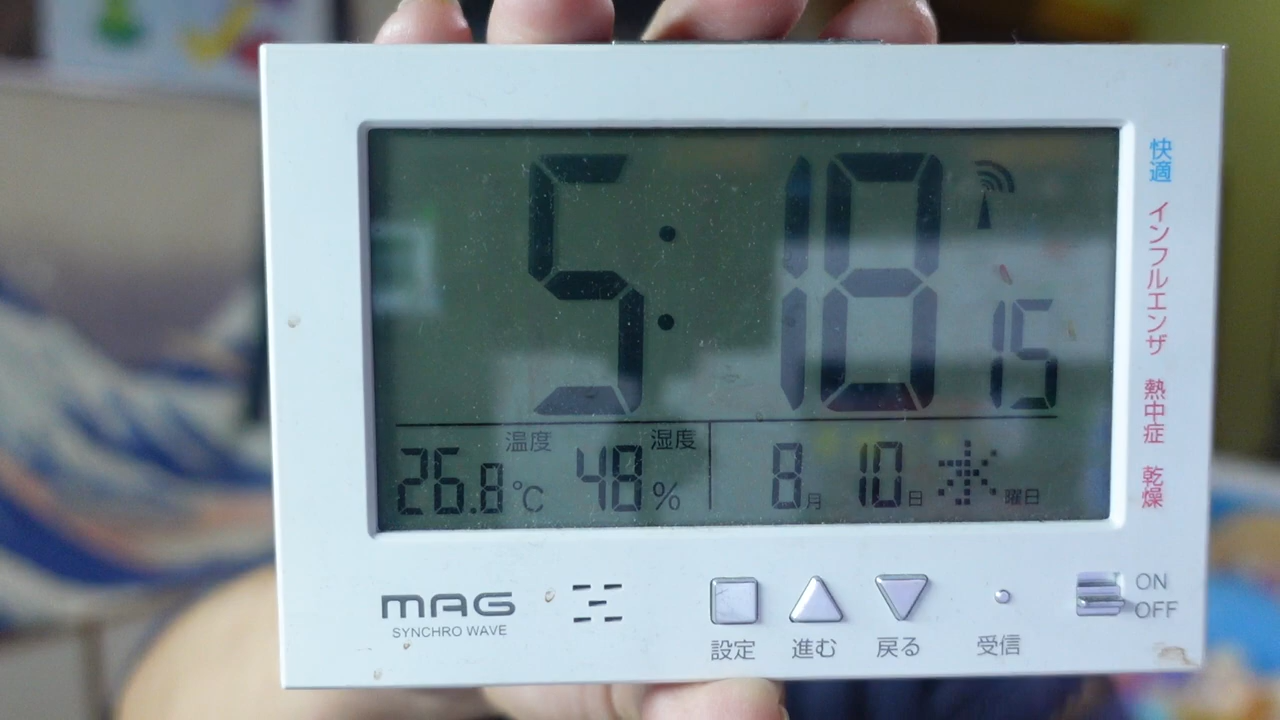 5:10 15
温度 湿度
26.8℃ 48% 8月 10日 水曜日
快適 インフルエンザ 熱中症 乾燥
MAG
SYNCHRO WAVE
設定 進む 戻る 受信
ON
OFF